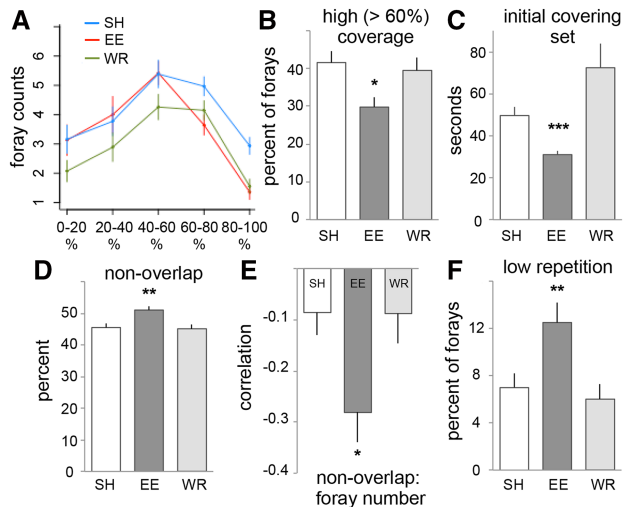 A
SH
EE
WR
foray counts
7
6
5
4
3
2
1
0-20 20-40 40-60 60-80 80-100
% % % % %
B
high (> 60%)
coverage
percent of forays
40
30
20
10
0
*
SH EE WR
C
initial covering
set
seconds
80
60
40
20
0
***
SH EE WR
D
non-overlap
percent
50
40
30
20
10
0
**
SH EE WR
E
SH EE WR
correlation
-0.1
-0.2
-0.3
-0.4
*
non-overlap:
foray number
F
low repetition
percent of forays
12
8
4
0
**
SH EE WR